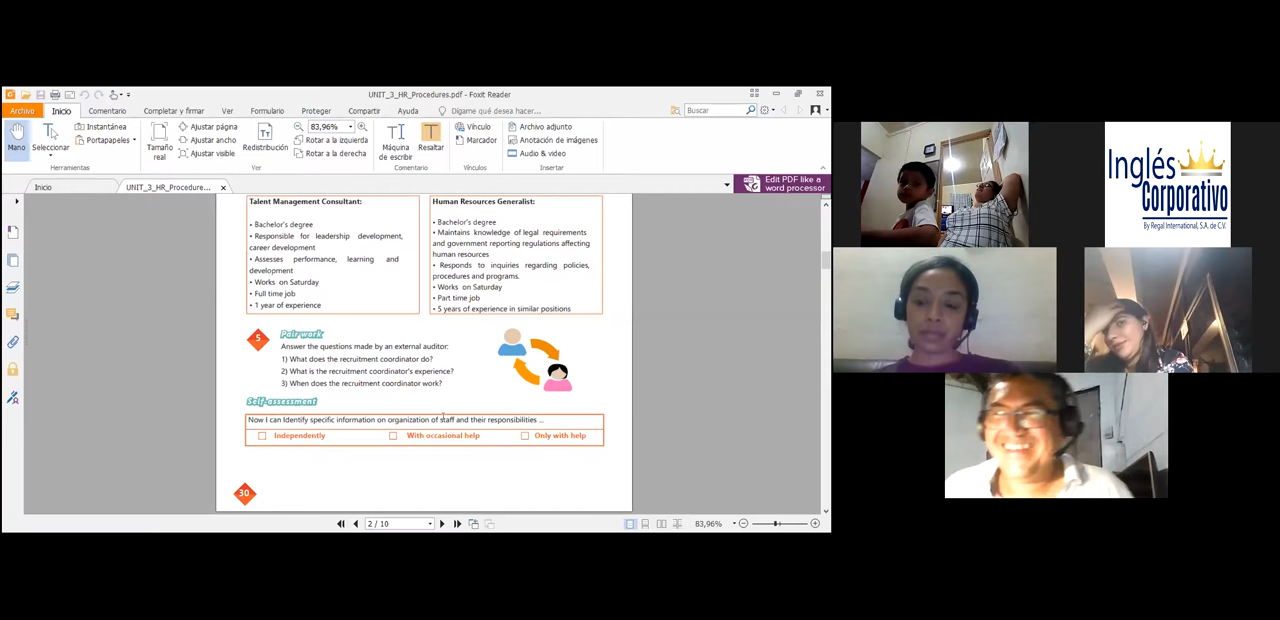 UNIT_3_HR_Procedures.pdf - Foxit Reader
Archivo
Inicio
Comentario
Completar y firmar
Ver
Formulario
Proteger
Compartir
Ayuda
Dígame qué desea hacer...
Buscar
Mano
Seleccionar
Instantánea
Portapapeles
Tamaño real
Ajustar página
Ajustar ancho
Ajustar visible
Redistribución
83,96%
Rotar a la izquierda
Rotar a la derecha
Máquina de escribir
Resaltar
Vínculo
Marcador
Archivo adjunto
Anotación de imágenes
Audio & video
Herramientas
Ver
Comentario
Vínculos
Insertar
Inicio
UNIT_3_HR_Procedure...
Edit PDF like a
word processor
Talent Management Consultant:
• Bachelor's degree
• Responsible for leadership development,
career development
• Assesses performance, learning and
development
• Works on Saturday
• Full time job
• 1 year of experience
Human Resources Generalist:
• Bachelor's degree
• Maintains knowledge of legal requirements
and government reporting regulations affecting
human resources
• Responds to inquiries regarding policies,
procedures and programs.
• Works on Saturday
• Part time job
• 5 years of experience in similar positions
5
Pair work
Answer the questions made by an external auditor:
1) What does the recruitment coordinator do?
2) What is the recruitment coordinator's experience?
3) When does the recruitment coordinator work?
Self-assessment
Now I can Identify specific information on organization of staff and their responsibilities ...
Independently
With occasional help
Only with help
30
2 / 10
83,96%
Inglés
Corporativo
By Regal International, S.A. de C.V.